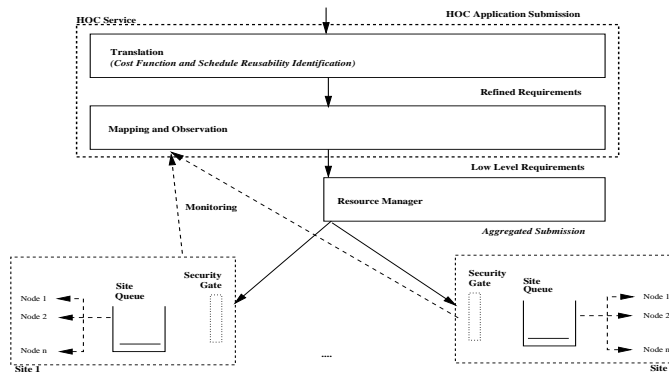 HOC Service
HOC Application Submission
Translation
(Cost Function and Schedule Reusability Identification)
Refined Requirements
Mapping and Observation
Low Level Requirements
Resource Manager
Monitoring
Aggregated Submission
Security
Gate
Site
Queue
Node 1
Node 2
Node n
Site 1
....
Security
Gate
Site
Queue
Node 1
Node 2
Node n
Site